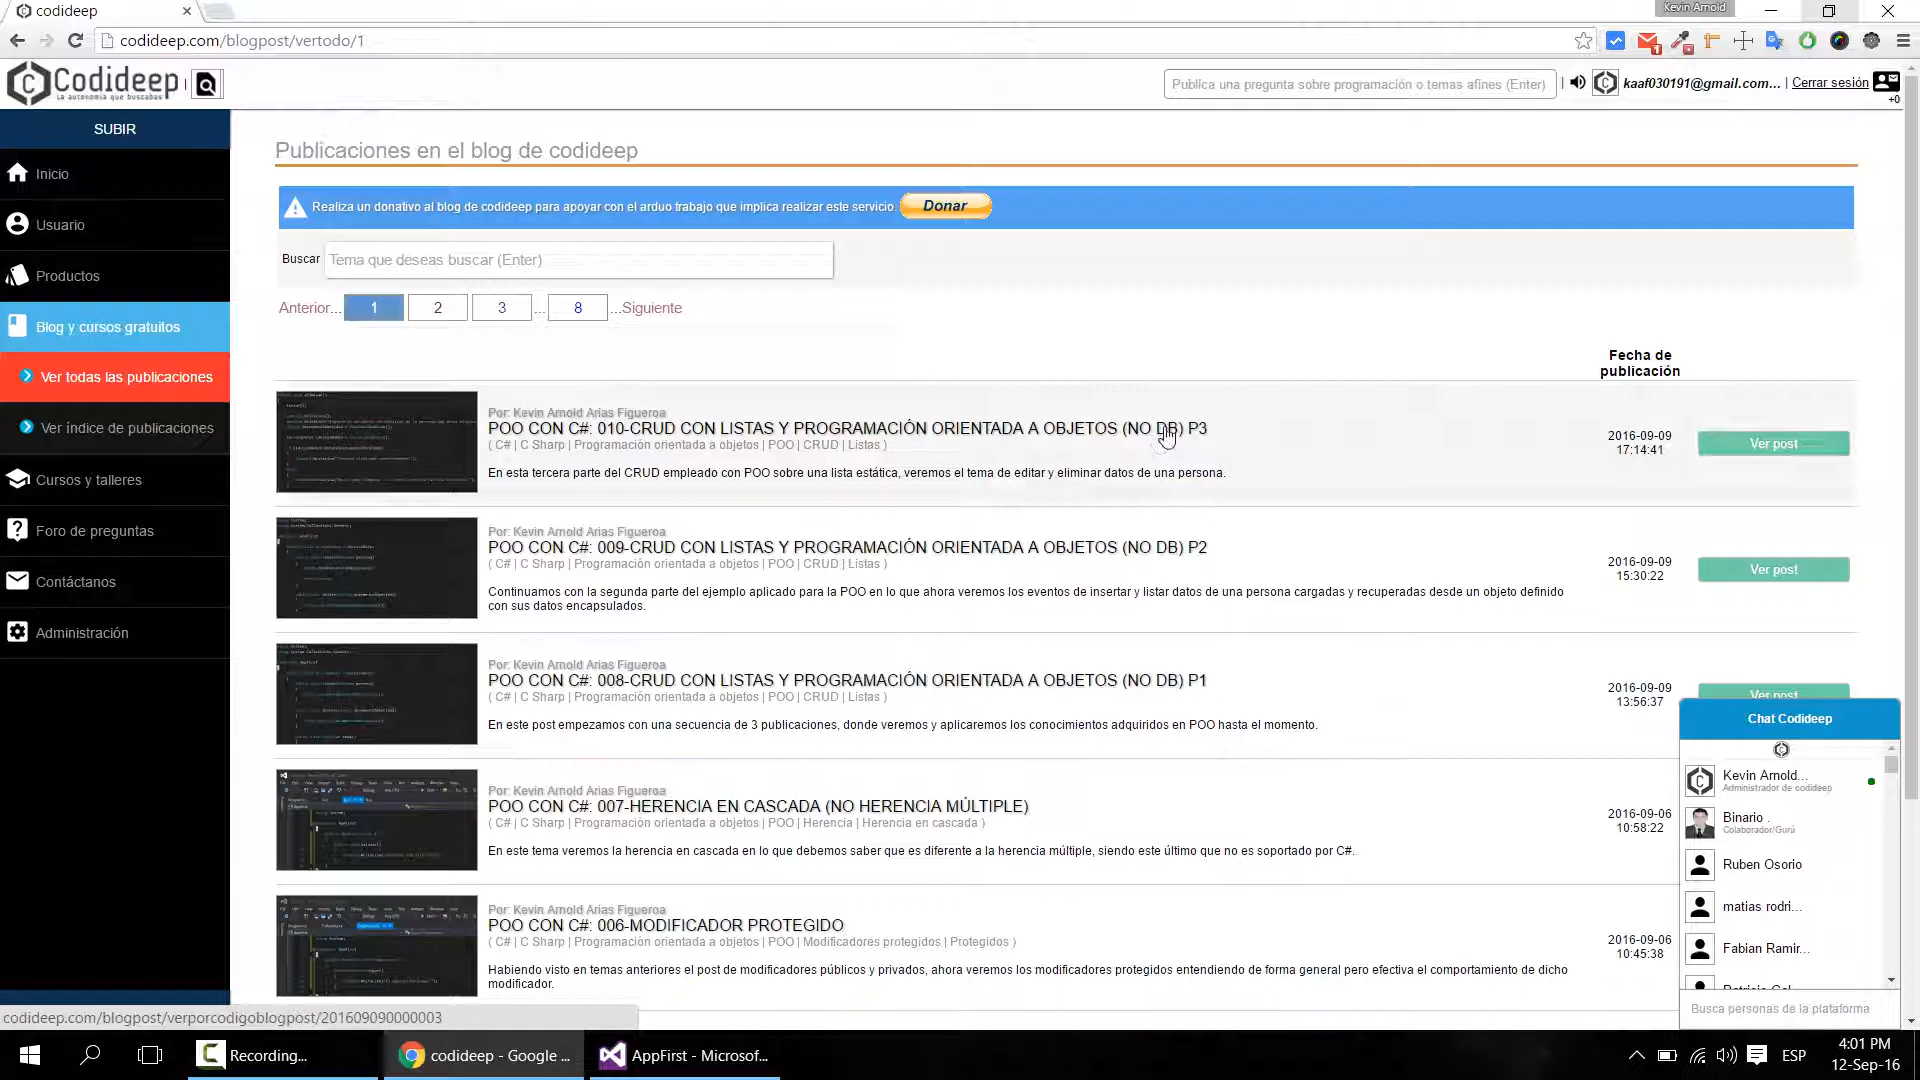 codideep
Kevin Arnold
codideep.com/blogpost/vertodo/1
Codideep
La autonomía que buscabas
Publica una pregunta sobre programación o temas afines (Enter)
kaaf030191@gmail.com...
Cerrar sesión
+0
SUBIR
Inicio
Usuario
Productos
Blog y cursos gratuitos
Ver todas las publicaciones
Ver índice de publicaciones
Cursos y talleres
Foro de preguntas
Contáctanos
Administración
Publicaciones en el blog de codideep
Realiza un donativo al blog de codideep para apoyar con el arduo trabajo que implica realizar este servicio.
Donar
Buscar
Tema que deseas buscar (Enter)
Anterior... 1 2 3 ... 8 ...Siguiente
Fecha de
publicación
Por: Kevin Arnold Arias Figueroa
POO CON C#: 010-CRUD CON LISTAS Y PROGRAMACIÓN ORIENTADA A OBJETOS (NO DB) P3
( C# | C Sharp | Programación orientada a objetos | POO | CRUD | Listas )
En esta tercera parte del CRUD empleado con POO sobre una lista estática, veremos el tema de editar y eliminar datos de una persona.
2016-09-09
17:14:41
Ver post
Por: Kevin Arnold Arias Figueroa
POO CON C#: 009-CRUD CON LISTAS Y PROGRAMACIÓN ORIENTADA A OBJETOS (NO DB) P2
( C# | C Sharp | Programación orientada a objetos | POO | CRUD | Listas )
Continuamos con la segunda parte del ejemplo aplicado para la POO en lo que ahora veremos los eventos de insertar y listar datos de una persona cargadas y recuperadas desde un objeto definido
con sus datos encapsulados.
2016-09-09
15:30:22
Ver post
Por: Kevin Arnold Arias Figueroa
POO CON C#: 008-CRUD CON LISTAS Y PROGRAMACIÓN ORIENTADA A OBJETOS (NO DB) P1
( C# | C Sharp | Programación orientada a objetos | POO | CRUD | Listas )
En este post empezamos con una secuencia de 3 publicaciones, donde veremos y aplicaremos los conocimientos adquiridos en POO hasta el momento.
2016-09-09
13:56:37
Ver post
Por: Kevin Arnold Arias Figueroa
POO CON C#: 007-HERENCIA EN CASCADA (NO HERENCIA MÚLTIPLE)
( C# | C Sharp | Programación orientada a objetos | POO | Herencia | Herencia en cascada )
En este tema veremos la herencia en cascada en lo que debemos saber que es diferente a la herencia múltiple, siendo este último que no es soportado por C#.
2016-09-06
10:58:22
Por: Kevin Arnold Arias Figueroa
POO CON C#: 006-MODIFICADOR PROTEGIDO
( C# | C Sharp | Programación orientada a objetos | POO | Modificadores protegidos | Protegidos )
Habiendo visto en temas anteriores el post de modificadores públicos y privados, ahora veremos los modificadores protegidos entendiendo de forma general pero efectiva el comportamiento de dicho
modificador.
2016-09-06
10:45:38
Chat Codideep
Kevin Arnold...
Administrador de codideep
Binario .
Colaborador/Gurú
Ruben Osorio
matias rodri...
Fabian Ramir...
Busca personas de la plataforma
codideep.com/blogpost/verporcodigoblogpost/201609090000003
Recording...
codideep - Google ...
AppFirst - Microsof...
ESP
4:01 PM
12-Sep-16